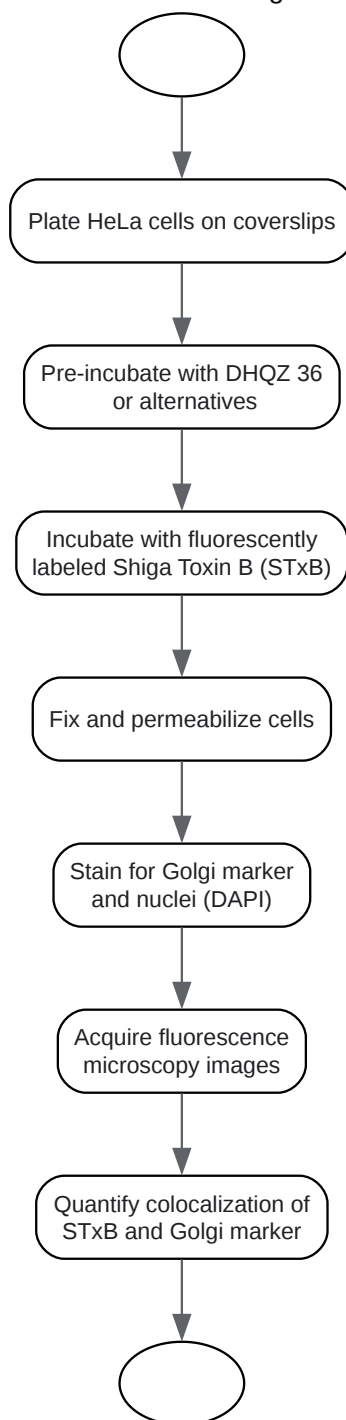 Plate HeLa cells on coverslips
Pre-incubate with DHQZ 36
or alternatives
Incubate with fluorescently
labeled Shiga Toxin B (STxB)
Fix and permeabilize cells
Stain for Golgi marker
and nuclei (DAPI)
Acquire fluorescence
microscopy images
Quantify colocalization of
STxB and Golgi marker